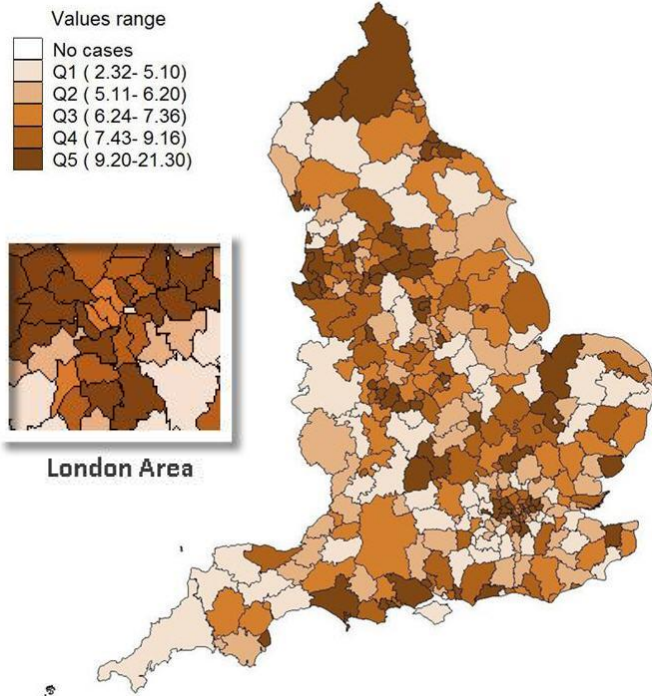 Values range
No cases
Q1 ( 2.32- 5.10)
Q2 ( 5.11- 6.20)
Q3 ( 6.24- 7.36)
Q4 ( 7.43- 9.16)
Q5 ( 9.20-21.30)
London Area